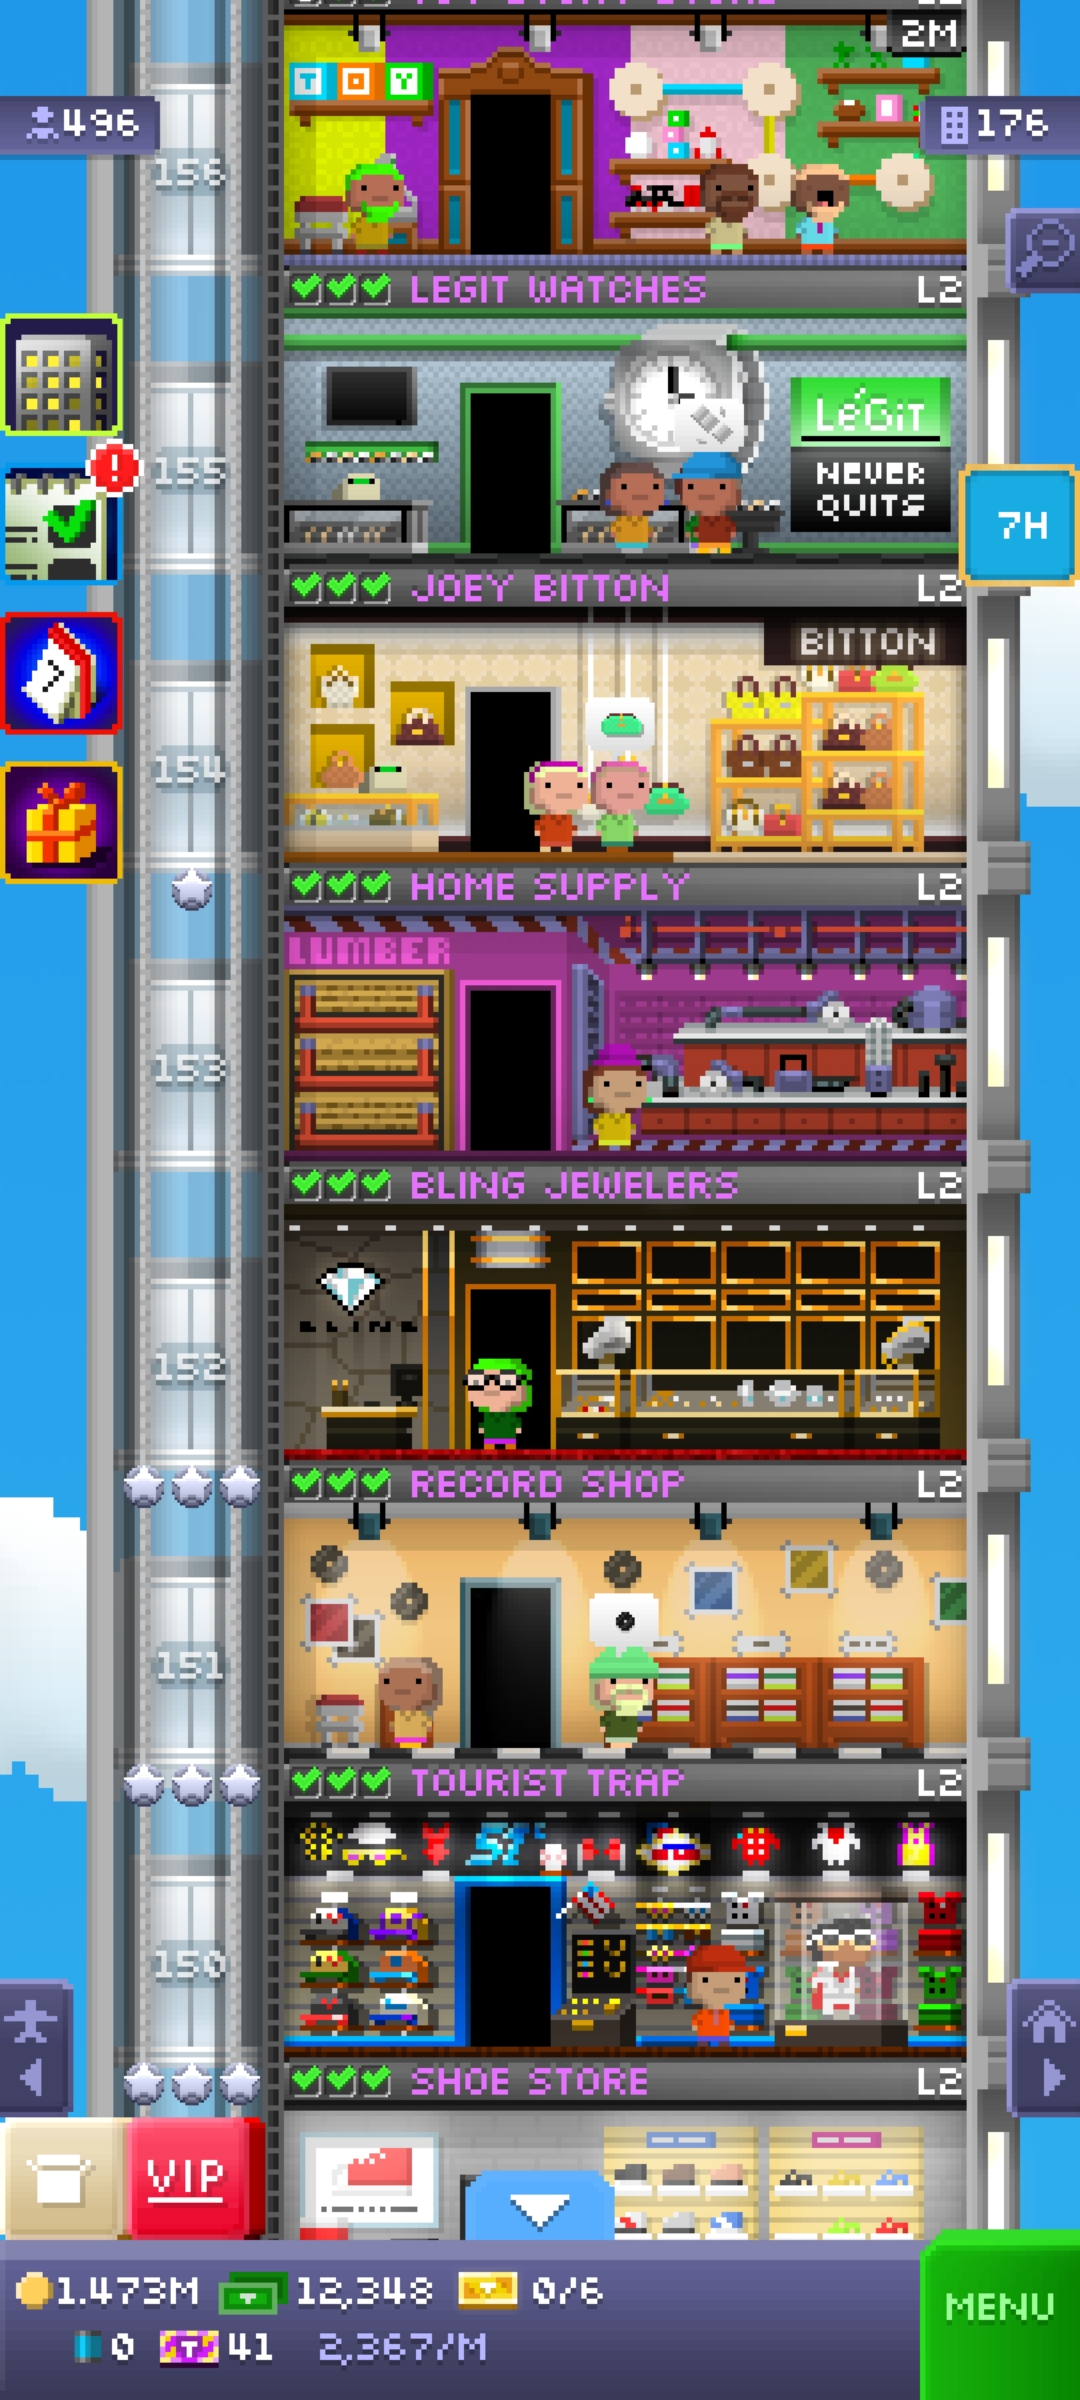 2M
496
176
T O Y
156
LEGIT WATCHES L2
LéGit
NEVER
QUITS
155
7H
JOEY BITTON L2
BITTON
154
HOME SUPPLY L2
LUMBER
153
BLING JEWELERS L2
BLING
152
RECORD SHOP L2
151
TOURIST TRAP L2
150
SHOE STORE L2
VIP
1.473M 12,348 0/6
0 41 2,367/M
MENU